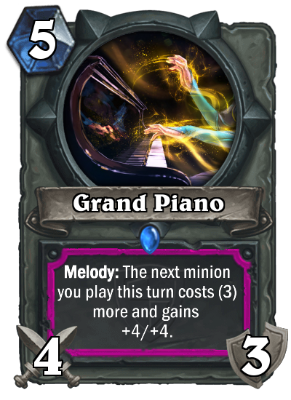 5
Grand Piano
Melody: The next minion
you play this turn costs (3)
more and gains
+4/+4.
4
3